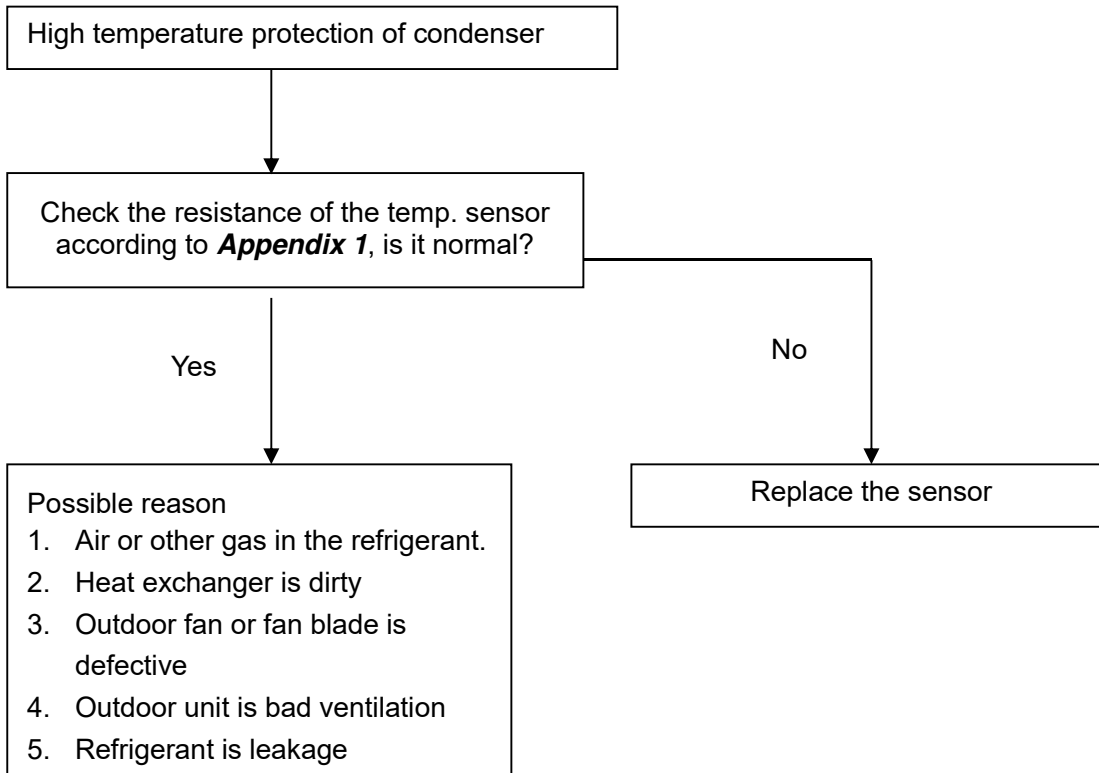 High temperature protection of condenser
Check the resistance of the temp. sensor
according to Appendix 1, is it normal?
Yes
No
Possible reason
1. Air or other gas in the refrigerant.
2. Heat exchanger is dirty
3. Outdoor fan or fan blade is
defective
4. Outdoor unit is bad ventilation
5. Refrigerant is leakage
Replace the sensor